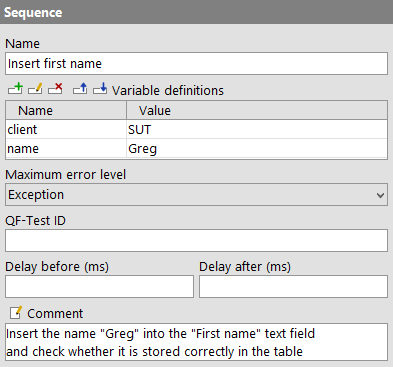 Sequence
Name
Insert first name
Variable definitions
Name Value
client SUT
name Greg
Maximum error level
Exception
QF-Test ID
Delay before (ms) Delay after (ms)
Comment
Insert the name "Greg" into the "First name" text field
and check whether it is stored correctly in the table